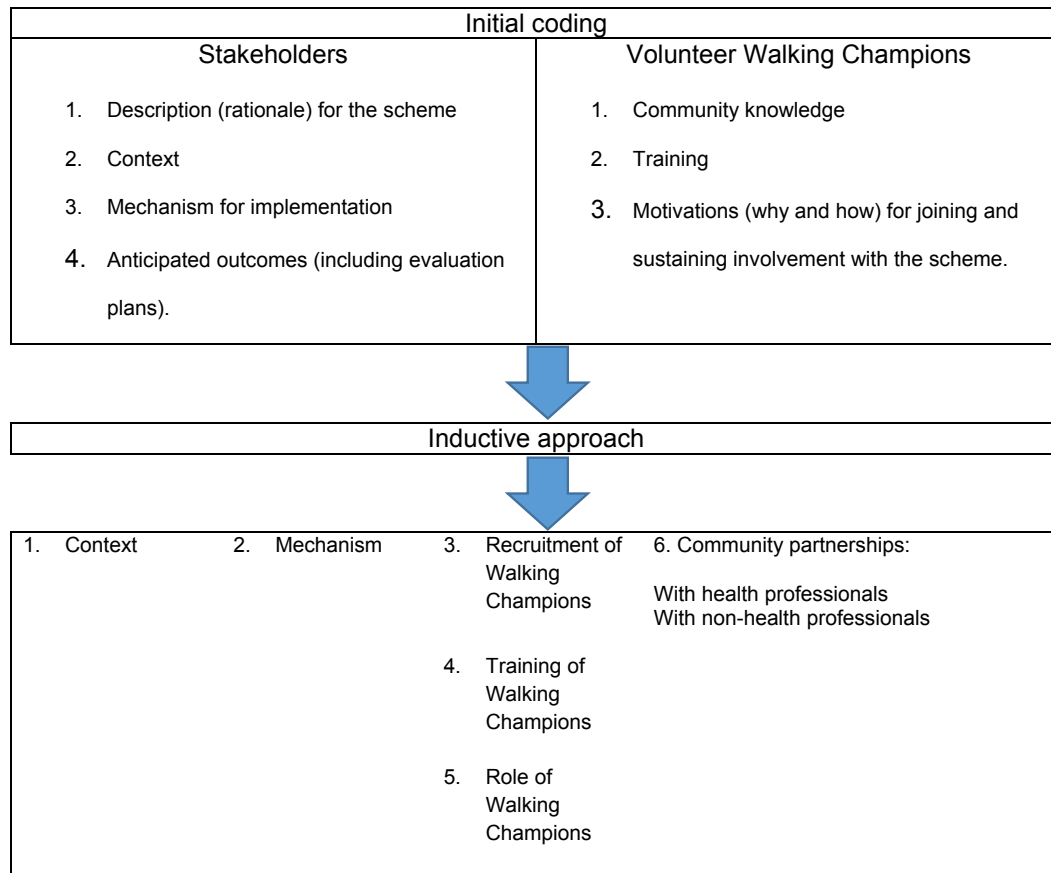 Initial coding
Stakeholders
1. Description (rationale) for the scheme
2. Context
3. Mechanism for implementation
4. Anticipated outcomes (including evaluation
plans).
Volunteer Walking Champions
1. Community knowledge
2. Training
3. Motivations (why and how) for joining and
sustaining involvement with the scheme.
Inductive approach
1. Context
2. Mechanism
3. Recruitment of
Walking
Champions
4. Training of
Walking
Champions
5. Role of
Walking
Champions
6. Community partnerships:
With health professionals
With non-health professionals